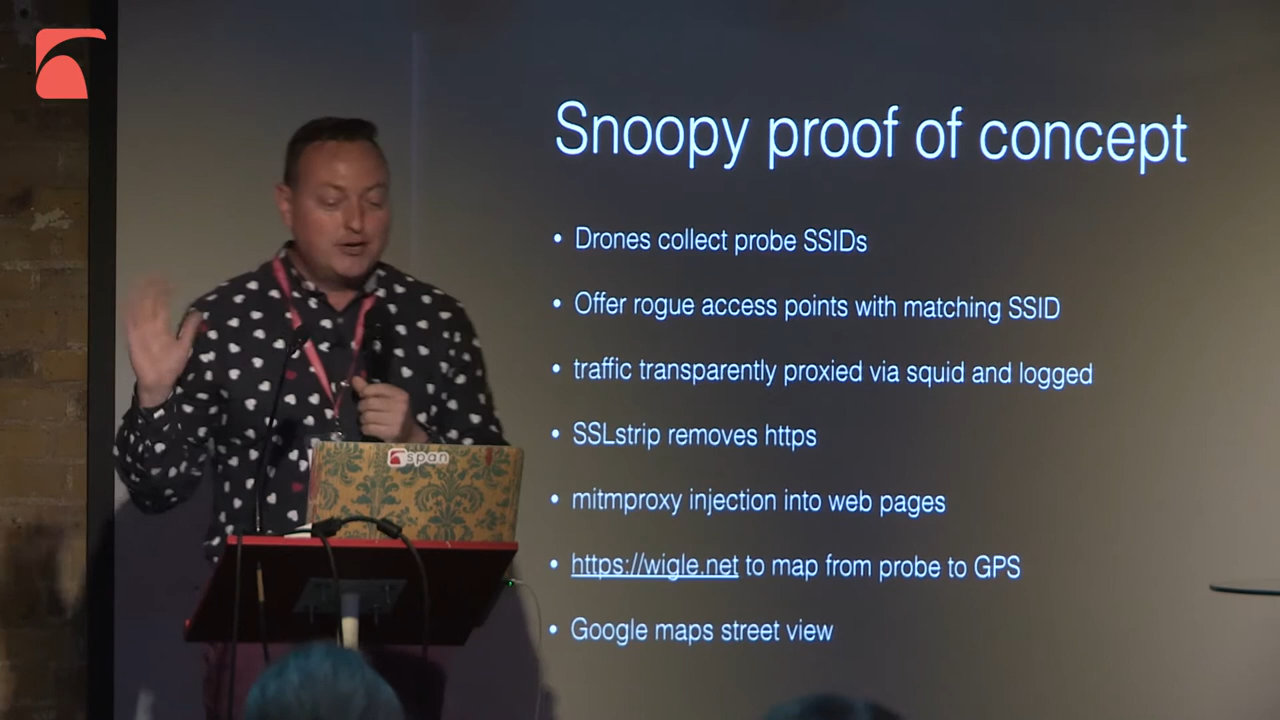 Snoopy proof of concept
• Drones collect probe SSIDs
• Offer rogue access points with matching SSID
• traffic transparently proxied via squid and logged
• SSLstrip removes https
• mitmproxy injection into web pages
• https://wigle.net to map from probe to GPS
• Google maps street view
span